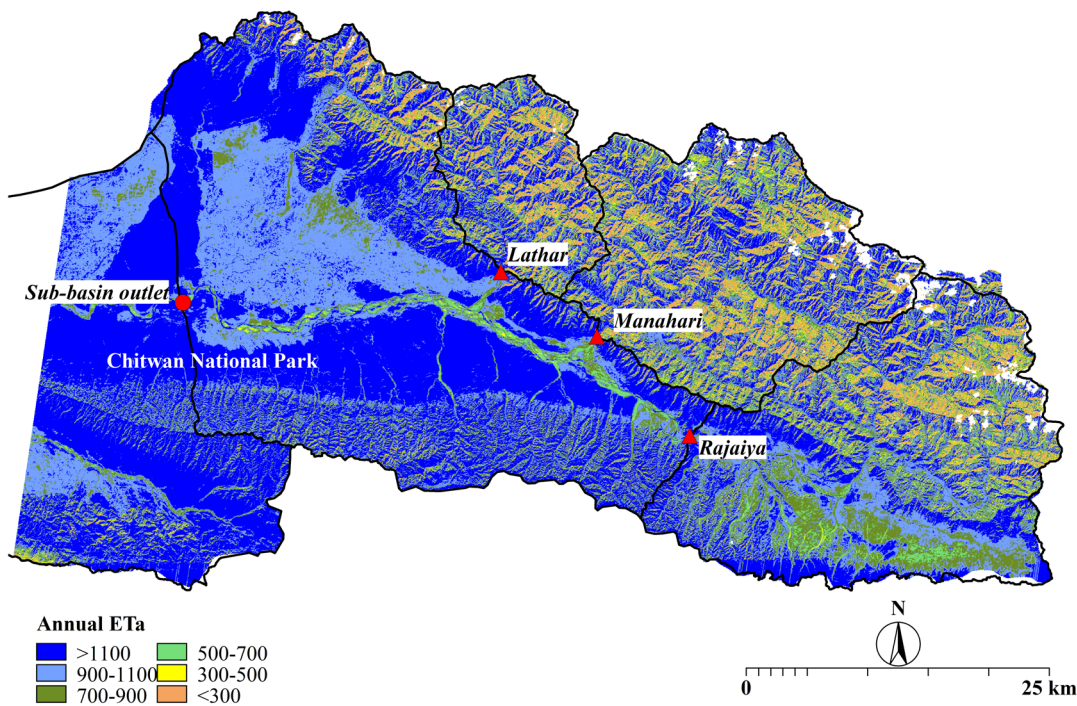 Lathar
Sub-basin outlet
Manahari
Chitwan National Park
Rajaiya
Annual ETa
>1100
500-700
900-1100
300-500
700-900
<300
N
0
25 km